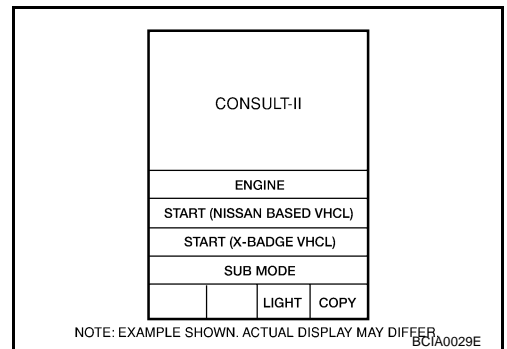 CONSULT-II
ENGINE
START (NISSAN BASED VHCL)
START (X-BADGE VHCL)
SUB MODE
LIGHT COPY
NOTE: EXAMPLE SHOWN. ACTUAL DISPLAY MAY DIFFER
BCIA0029E